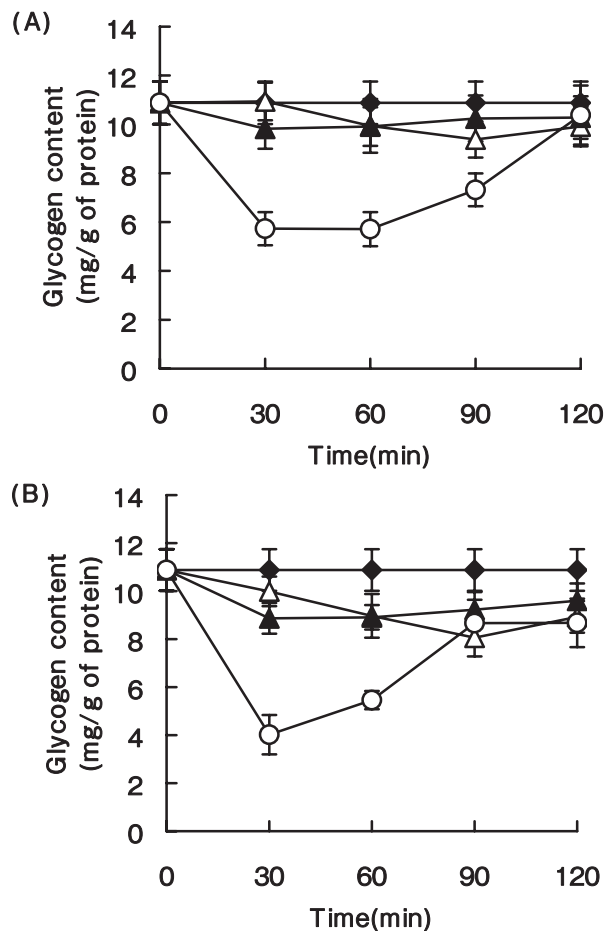 (A)
14
12
10
8
6
4
2
0
Glycogen content
(mg/g of protein)
0 30 60 90 120
Time(min)
(B)
14
12
10
8
6
4
2
0
Glycogen content
(mg/g of protein)
0 30 60 90 120
Time(min)